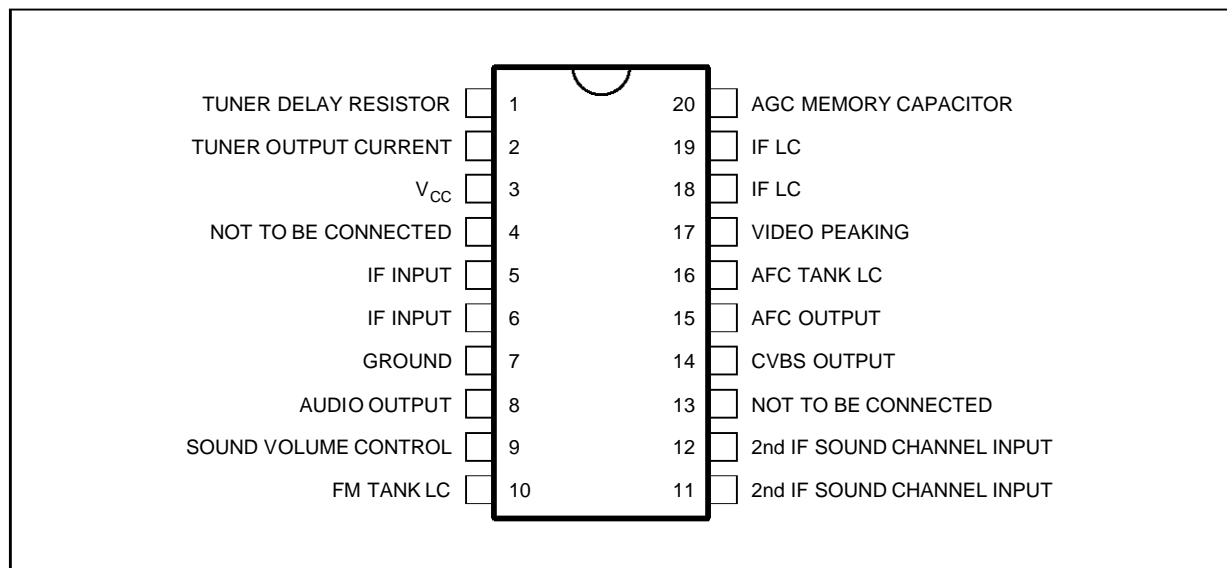 TUNER DELAY RESISTOR 1 20 AGC MEMORY CAPACITOR
TUNER OUTPUT CURRENT 2 19 IF LC
VCC 3 18 IF LC
NOT TO BE CONNECTED 4 17 VIDEO PEAKING
IF INPUT 5 16 AFC TANK LC
IF INPUT 6 15 AFC OUTPUT
GROUND 7 14 CVBS OUTPUT
AUDIO OUTPUT 8 13 NOT TO BE CONNECTED
SOUND VOLUME CONTROL 9 12 2nd IF SOUND CHANNEL INPUT
FM TANK LC 10 11 2nd IF SOUND CHANNEL INPUT